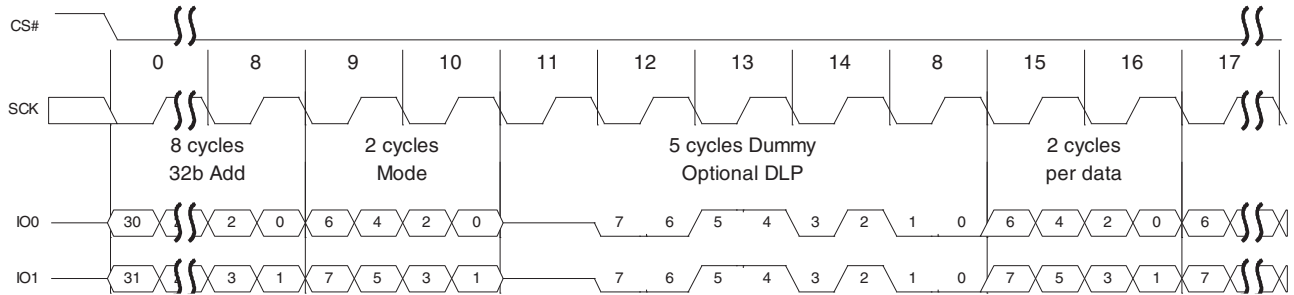 CS#
0 8 9 10 11 12 13 14 8 15 16 17
SCK
8 cycles 2 cycles 5 cycles Dummy 2 cycles
32b Add Mode Optional DLP per data
IO0 30 2 0 6 4 2 0 7 6 5 4 3 2 1 0 6 4 2 0 6
IO1 31 3 1 7 5 3 1 7 6 5 4 3 2 1 0 7 5 3 1 7